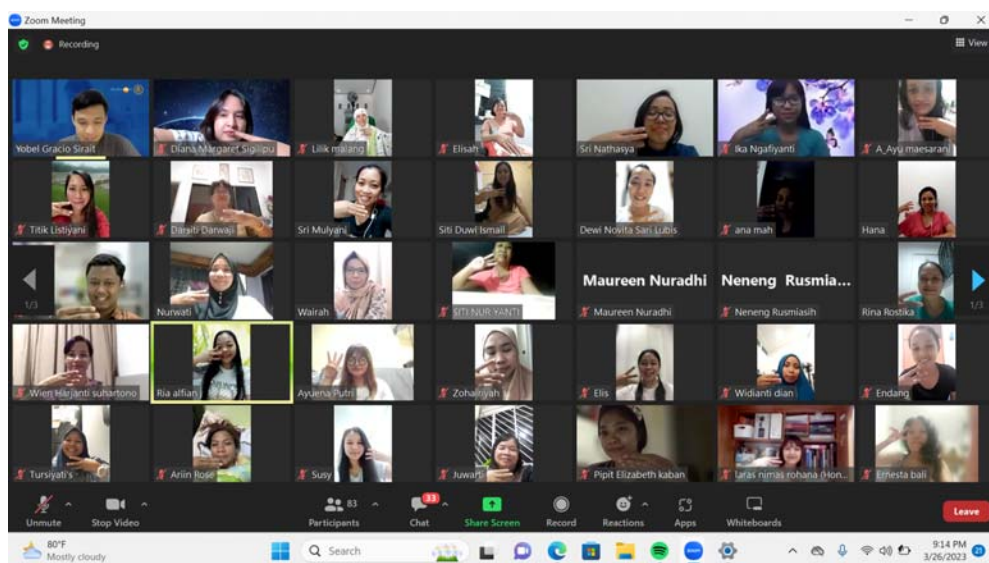 Zoom Meeting
Recording
View
Yobel Gracio Sirait
Diana Margaret Sigilipu
Lilik malang
Elisah
Sri Nathasya
Ika Ngafiyanti
A_Ayu maesarani
Titik Listiyani
Darsiti Darwaji
Sri Mulyani
Siti Duwi Ismail
Dewi Novita Sari Lubis
ana mah
Hana
1/3
Nurwati
Wairah
SITI NUR YANTI
Maureen Nuradhi
Maureen Nuradhi
Neneng Rusmia...
Neneng Rusmiasih
Rina Rostika
1/3
Wien Harjanti suhartono
Ria alfian
Ayuena Putri
Zohairiyah
Elis
Widianti dian
Endang
Tursiyati's
Ariin Rose
Susy
Juwarti
Pipit Elizabeth kaban
laras nimas rohana (Hon...
Ernesta bali
Unmute
Stop Video
83
Participants
33
Chat
Share Screen
Record
Reactions
Apps
Whiteboards
Leave
80°F
Mostly cloudy
Search
9:14 PM
3/26/2023